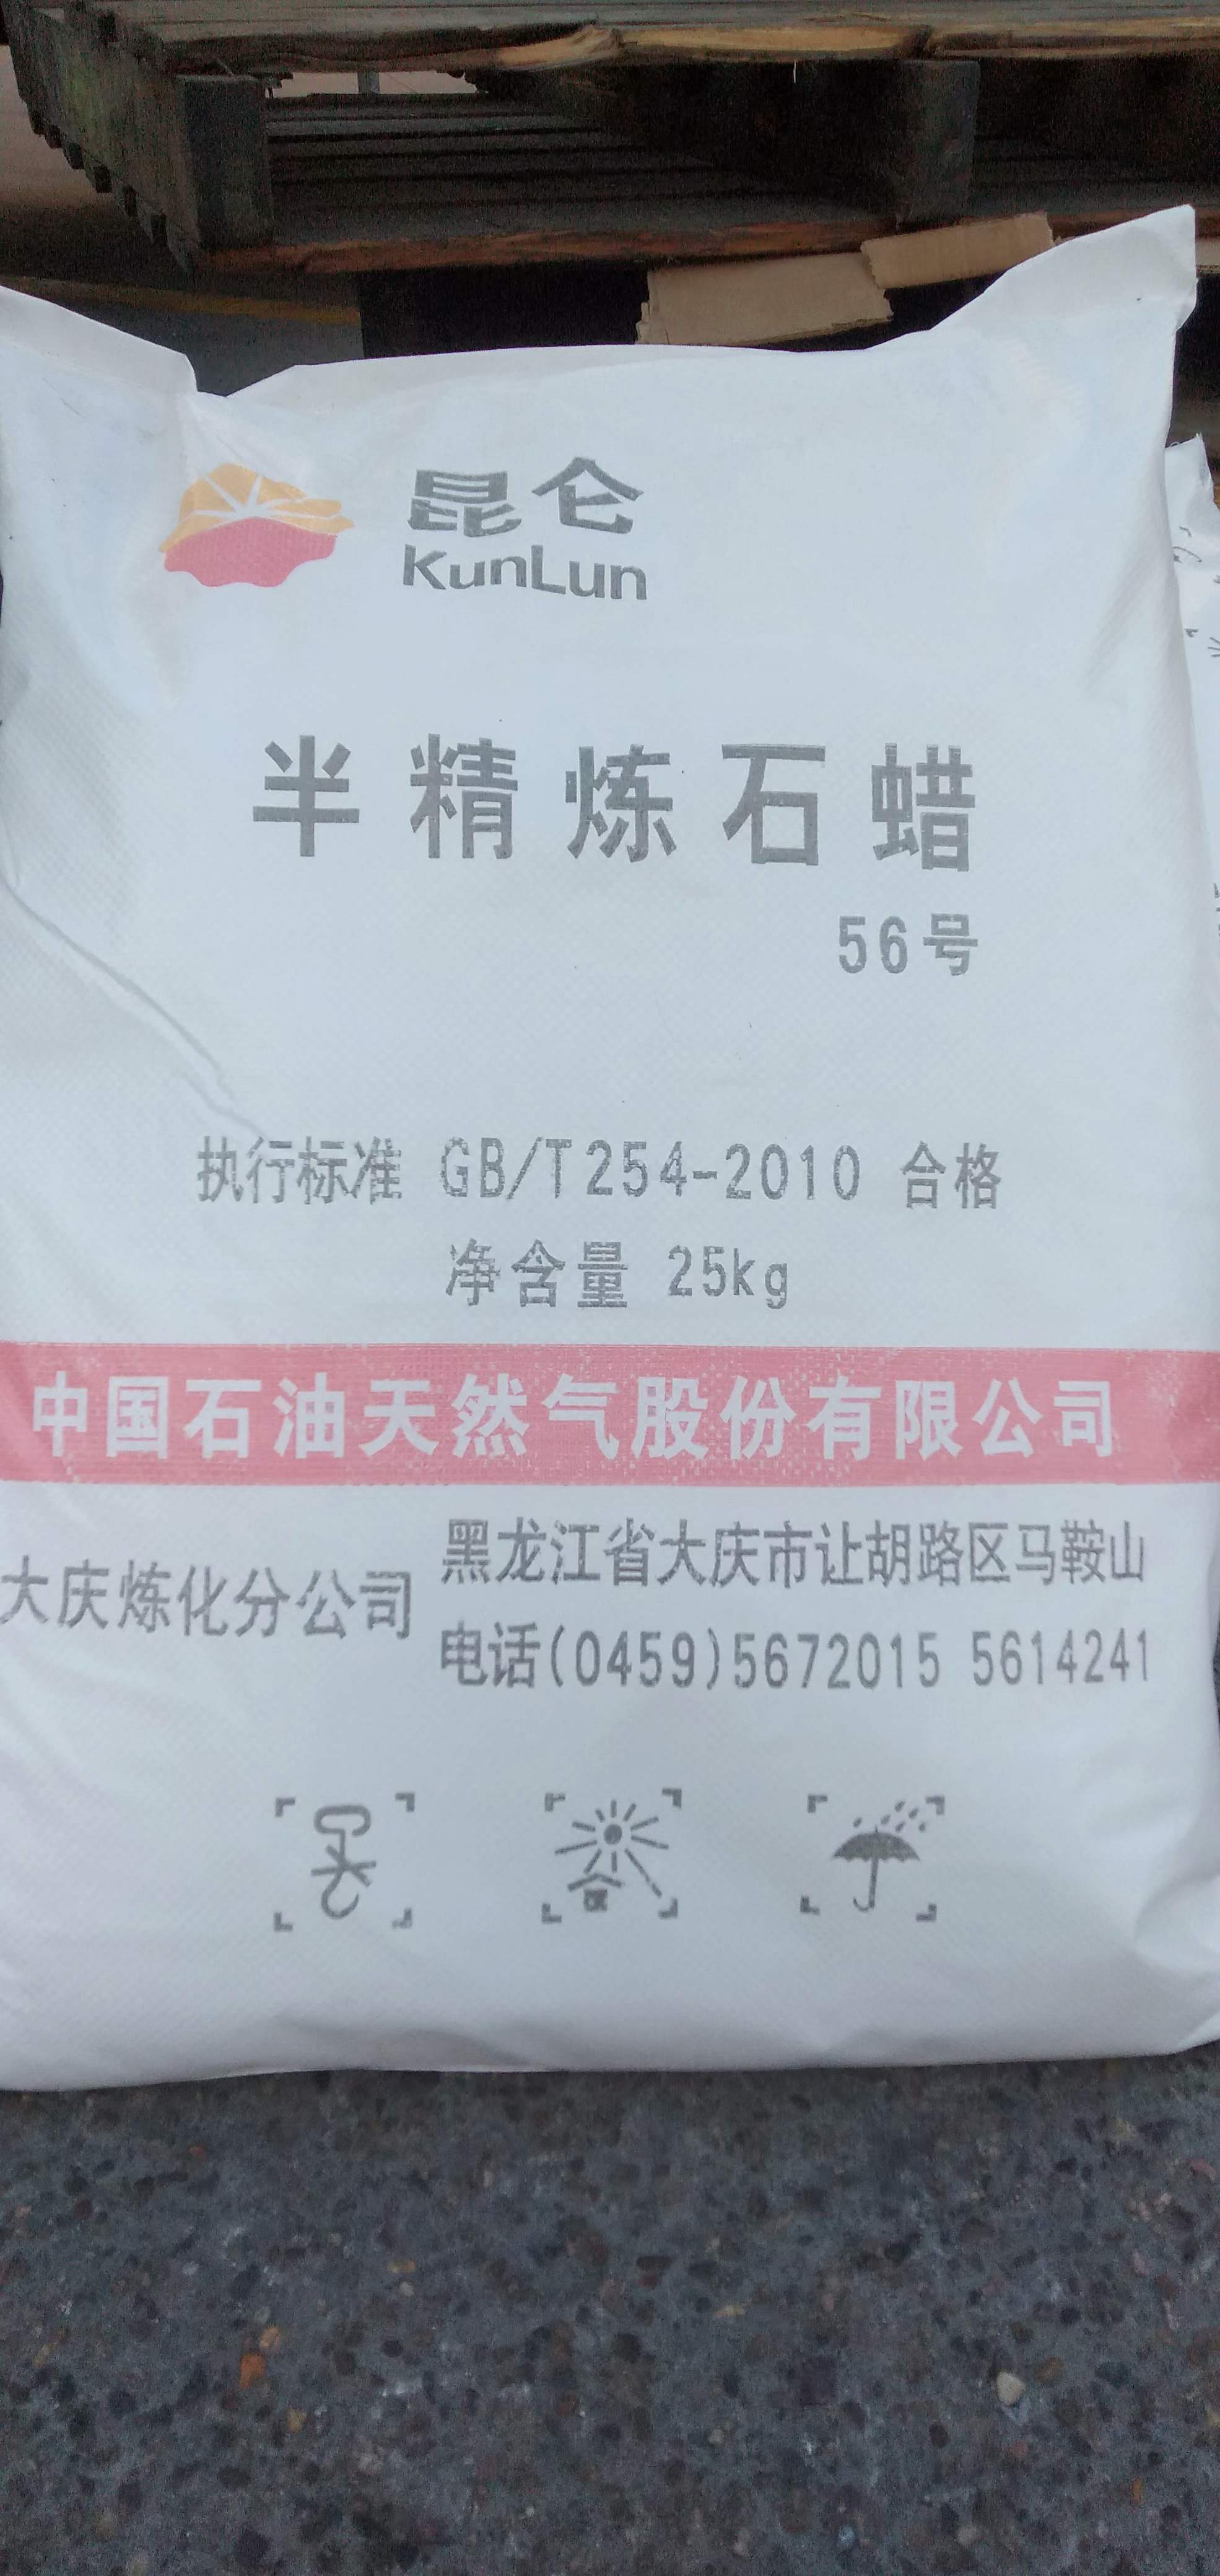 昆仑
KunLun
半精炼石蜡
56号
执行标准 GB/T254-2010 合格
净含量 25kg
中国石油天然气股份有限公司
大庆炼化分公司
黑龙江省大庆市让胡路区马鞍山
电话(0459)5672015 5614241